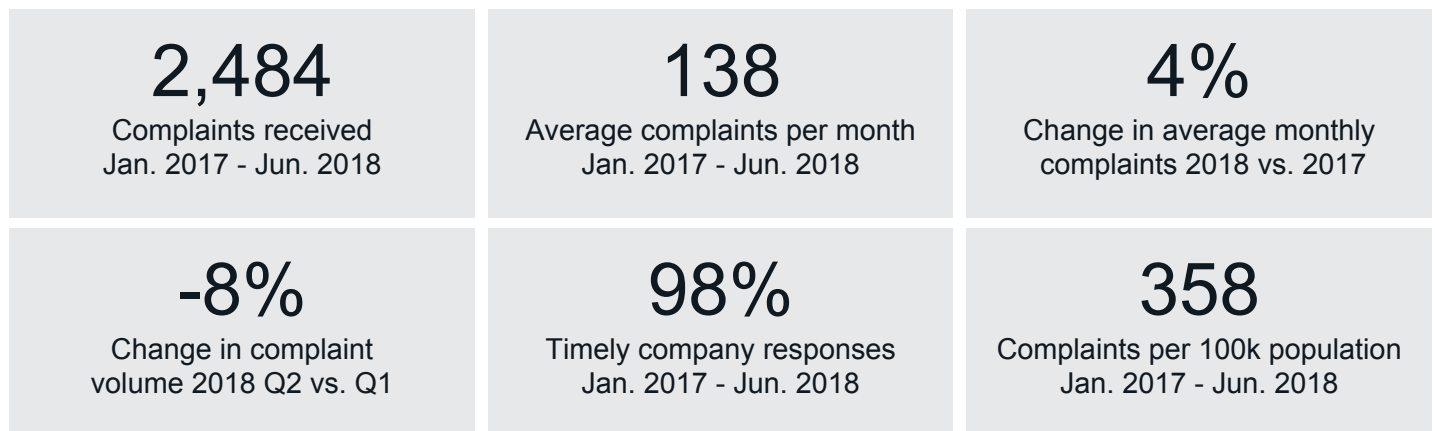 2,484
Complaints received
Jan. 2017 - Jun. 2018
138
Average complaints per month
Jan. 2017 - Jun. 2018
4%
Change in average monthly
complaints 2018 vs. 2017
-8%
Change in complaint
volume 2018 Q2 vs. Q1
98%
Timely company responses
Jan. 2017 - Jun. 2018
358
Complaints per 100k population
Jan. 2017 - Jun. 2018